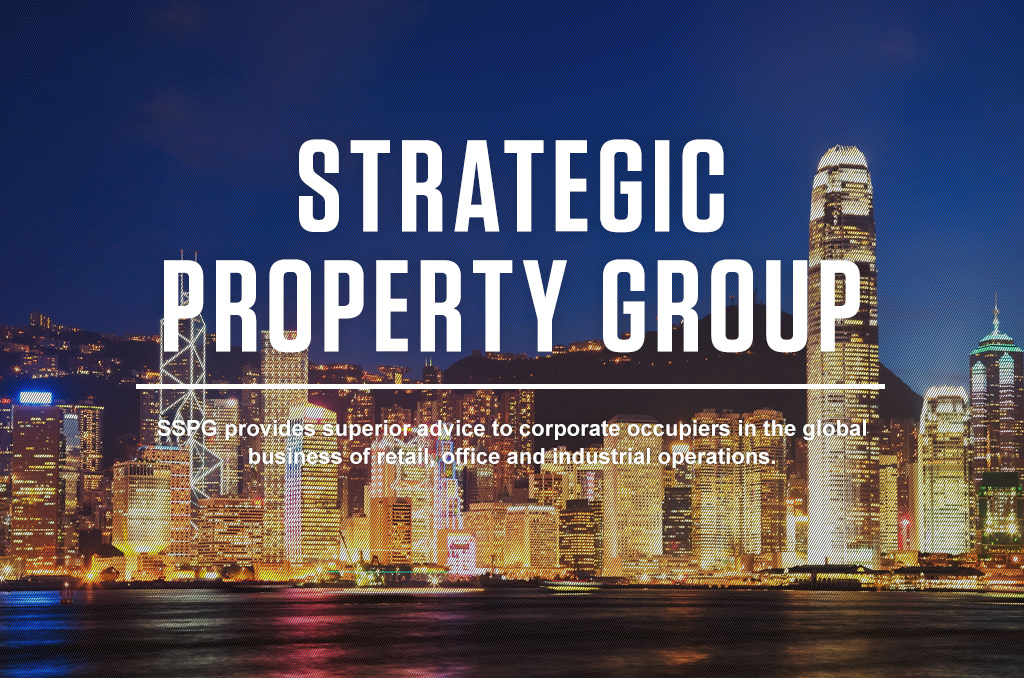 STRATEGIC
PROPERTY GROUP
SSPG provides superior advice to corporate occupiers in the global
business of retail, office and industrial operations.